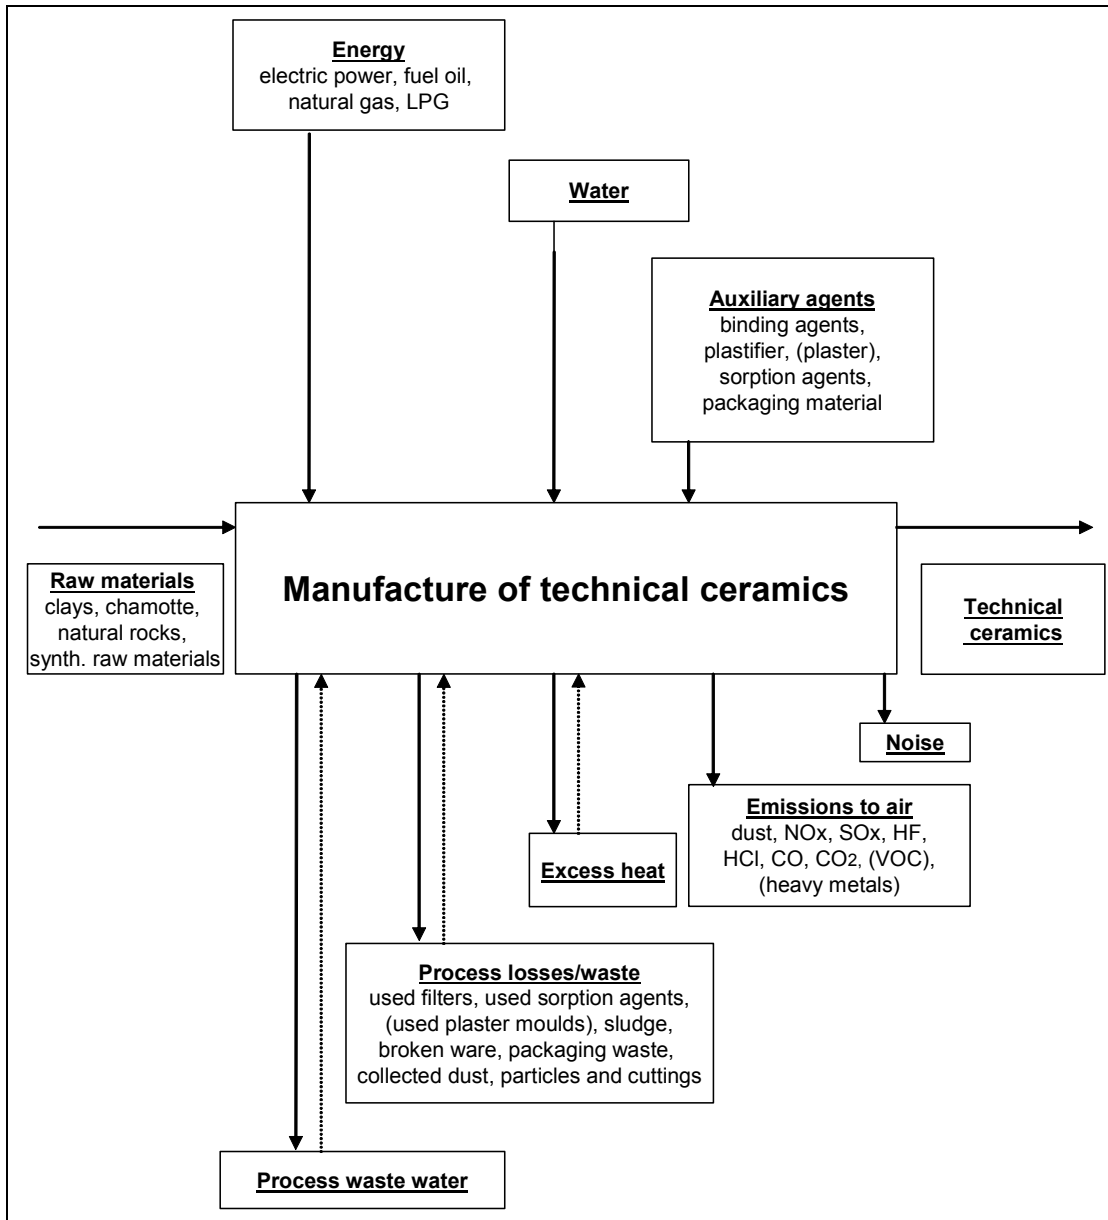 Energy
electric power, fuel oil,
natural gas, LPG
Water
Auxiliary agents
binding agents,
plastifier, (plaster),
sorption agents,
packaging material
Raw materials
clays, chamotte,
natural rocks,
synth. raw materials
Manufacture of technical ceramics
Technical
ceramics
Noise
Emissions to air
dust, NOx, SOx, HF,
HCl, CO, CO2, (VOC),
(heavy metals)
Excess heat
Process losses/waste
used filters, used sorption agents,
(used plaster moulds), sludge,
broken ware, packaging waste,
collected dust, particles and cuttings
Process waste water